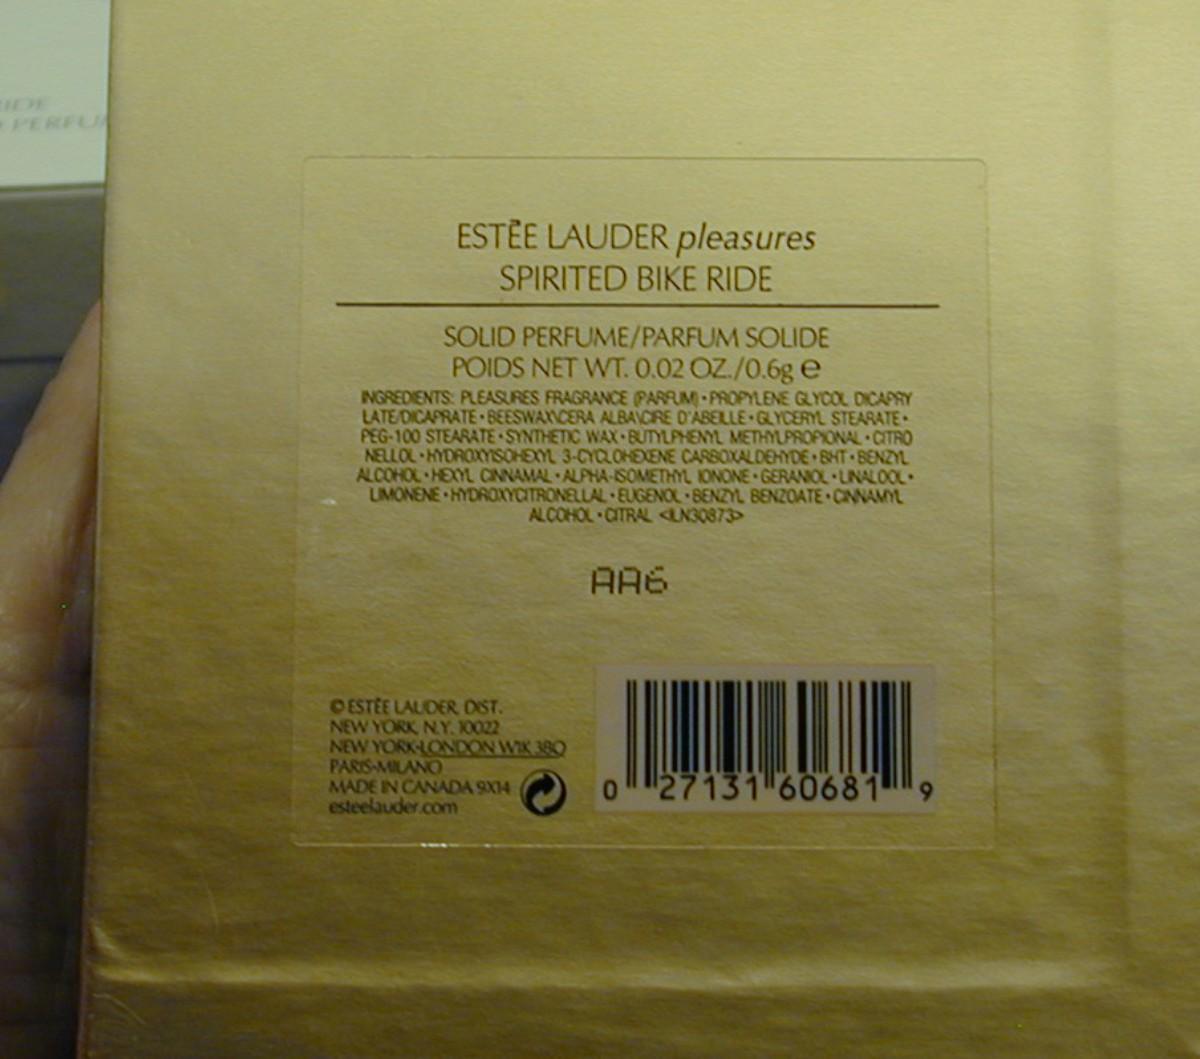 RIDE
PERFUM
ESTĒE LAUDER pleasures
SPIRITED BIKE RIDE
SOLID PERFUME/PARFUM SOLIDE
POIDS NET WT. 0.02 OZ./0.6g ℮
INGREDIENTS: PLEASURES FRAGRANCE (PARFUM) • PROPYLENE GLYCOL DICAPRY
LATE/DICAPRATE • BEESWAX\CERA ALBA\CIRE D'ABEILLE • GLYCERYL STEARATE •
PEG-100 STEARATE • SYNTHETIC WAX • BUTYLPHENYL METHYLPROPIONAL • CITRO
NELLOL • HYDROXYISOHEXYL 3-CYCLOHEXENE CARBOXALDEHYDE • BHT • BENZYL
ALCOHOL • HEXYL CINNAMAL • ALPHA-ISOMETHYL IONONE • GERANIOL • LINALOOL •
LIMONENE • HYDROXYCITRONELLAL • EUGENOL • BENZYL BENZOATE • CINNAMYL
ALCOHOL • CITRAL <ILN30873>
AA6
© ESTÉE LAUDER, DIST.
NEW YORK, N.Y. 10022
NEW YORK•LONDON W1K 3BQ
PARIS•MILANO
MADE IN CANADA 9X14
esteelauder.com
0 27131 60681 9